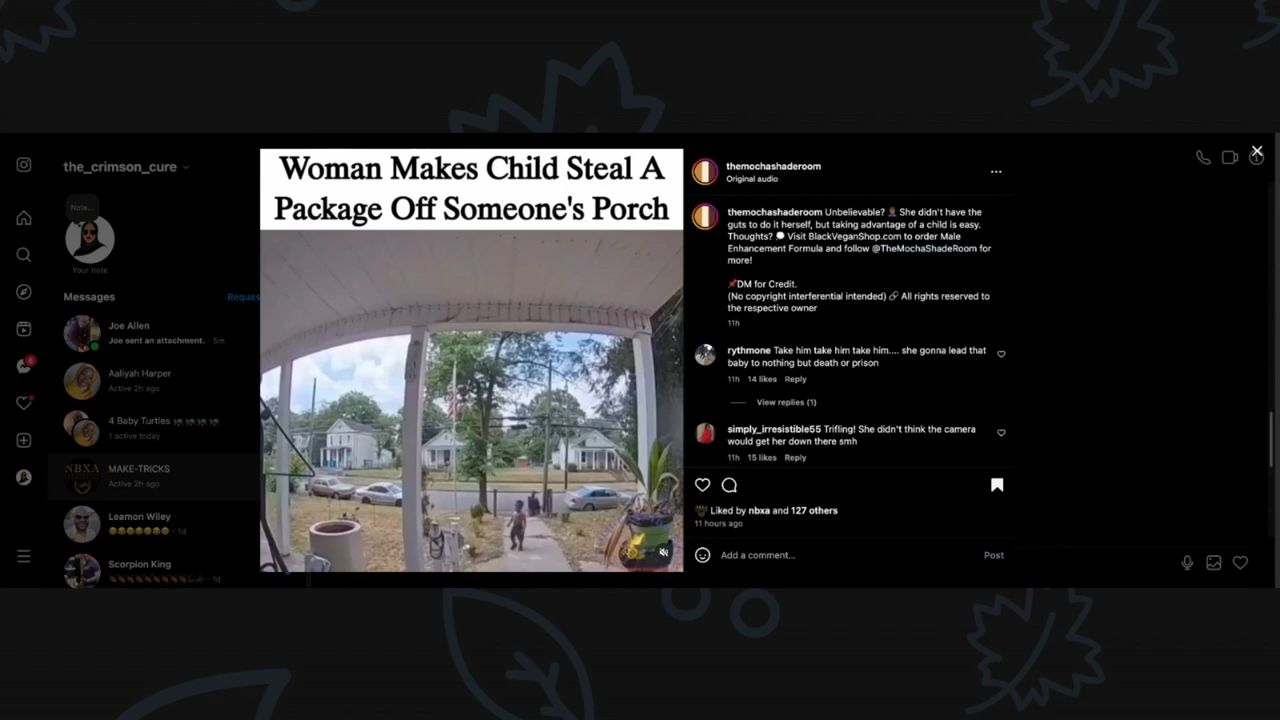 the_crimson_cure
Note...
Your note
Messages
Reques
Joe Allen
Joe sent an attachment. · 5m
Aaliyah Harper
Active 2h ago
4 Baby Turties
1 active today
NBXA
MAKE-TRICKS
Active 2h ago
Leamon Wiley
· 1d
Scorpion King
· 1d
6
Woman Makes Child Steal A
Package Off Someone's Porch
themochashaderoom
Original audio
themochashaderoom Unbelievable? She didn't have the
guts to do it herself, but taking advantage of a child is easy.
Thoughts? Visit BlackVeganShop.com to order Male
Enhancement Formula and follow @TheMochaShadeRoom for
more!
DM for Credit.
(No copyright interferential intended) All rights reserved to
the respective owner
11h
rythmone Take him take him take him.... she gonna lead that
baby to nothing but death or prison
11h 14 likes Reply
View replies (1)
simply_irresistible55 Trifling! She didn't think the camera
would get her down there smh
11h 15 likes Reply
Liked by nbxa and 127 others
11 hours ago
Add a comment...
Post